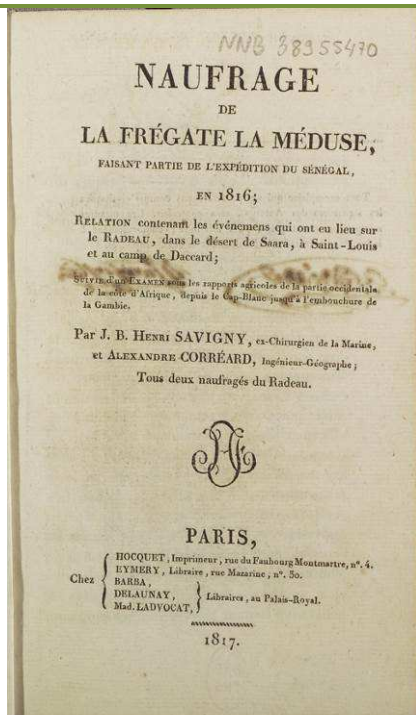 NNB 38955470
NAUFRAGE
DE
LA FRÉGATE LA MÉDUSE,
FAISANT PARTIE DE L'EXPÉDITION DU SÉNÉGAL,
EN 1816;
RELATION contenant les événemens qui ont eu lieu sur
le RADEAU, dans le désert de Saara, à Saint-Louis
et au camp de Daccard;
SUIVIE d'un EXAMEN sous les rapports agricoles de la partie occidentale
de la côte d'Afrique, depuis le Cap-Blanc jusqu'à l'embouchure de
la Gambie.
Par J. B. HENRI SAVIGNY, ex-Chirurgien de la Marine,
et ALEXANDRE CORRÉARD, Ingénieur-Géographe;
Tous deux naufragés du Radeau.
PARIS,
Chez
HOCQUET, Imprimeur, rue du Faubourg Montmartre, n°. 4.
EYMERY, Libraire, rue Mazarine, n°. 30.
BARBA,
DELAUNAY,
Mad. LADVOCAT,
Libraires, au Palais-Royal.
1817.